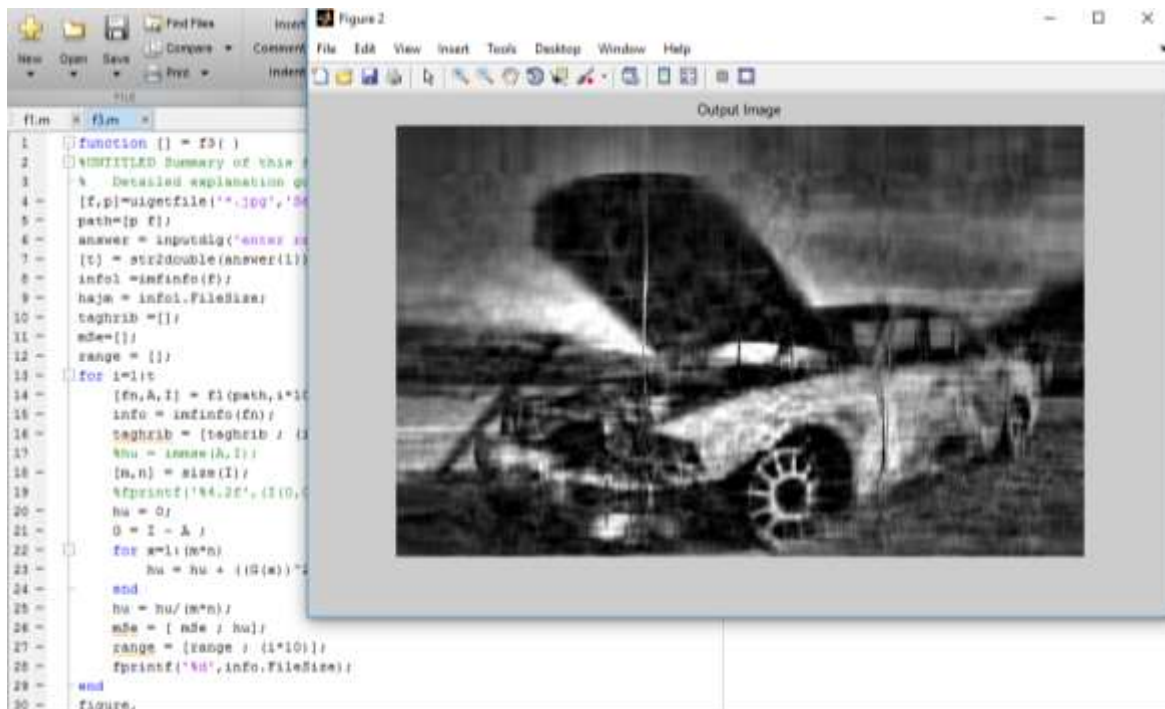 Find Files
Compare
Print
New
Open
Save
Insert
Comment
Indent
FILE
Figure 2
File Edit View Insert Tools Desktop Window Help
Output Image
f1.m
f3.m
1 function [] = f3( )
2 %UNTITLED Summary of this
3 % Detailed explanation go
4 [f,p]=uigetfile('*.jpg',
5 path=[p f];
6 answer = inputdlg('enter
7 [t] = str2double(answer(1))
8 info1 =imfinfo(f);
9 hajm = info1.FileSize;
10 taghrib =[];
11 mSe=[];
12 range = [];
13 for i=1:t
14 [fn,A,I] = f1(path,i*10
15 info = imfinfo(fn);
16 taghrib = [taghrib ;
17 %hu = immse(A,I);
18 [m,n] = size(I);
19 %fprintf('%4.2f',(I(0,
20 hu = 0;
21 G = I - A ;
22 for x=1:(m*n)
23 hu = hu + ((G(x))^2
24 end
25 hu = hu/(m*n);
26 mSe = [ mSe ; hu];
27 range = [range ; (i*10)];
28 fprintf('%d',info.FileSize);
29 end
30 figure,